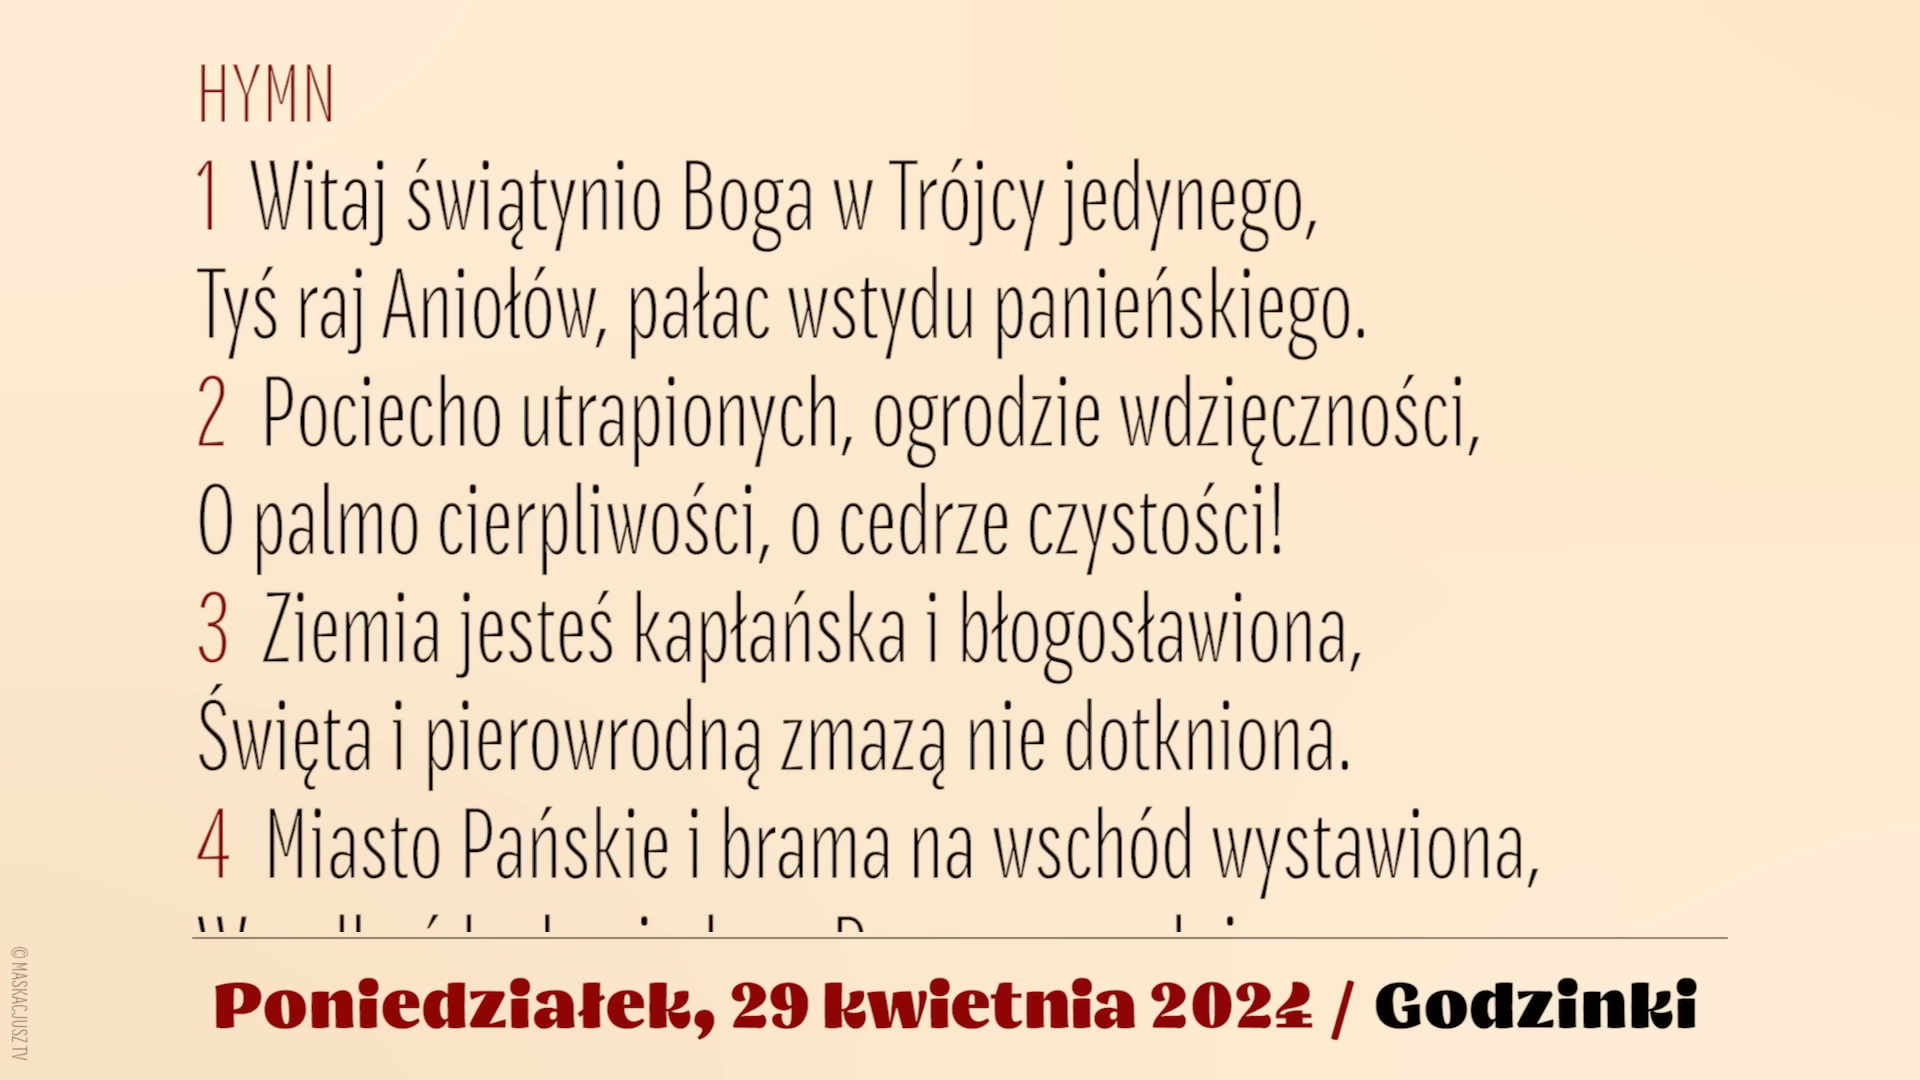 HYMN
1 Witaj świątynio Boga w Trójcy jedynego,
Tyś raj Aniołów, pałac wstydu panieńskiego.
2 Pociecho utrapionych, ogrodzie wdzięczności,
O palmo cierpliwości, o cedrze czystości!
3 Ziemia jesteś kapłańska i błogosławiona,
Święta i pierowrodną zmazą nie dotkniona.
4 Miasto Pańskie i brama na wschód wystawiona,
Poniedziałek, 29 kwietnia 2024 / Godzinki
© MASKACJUSZ TV